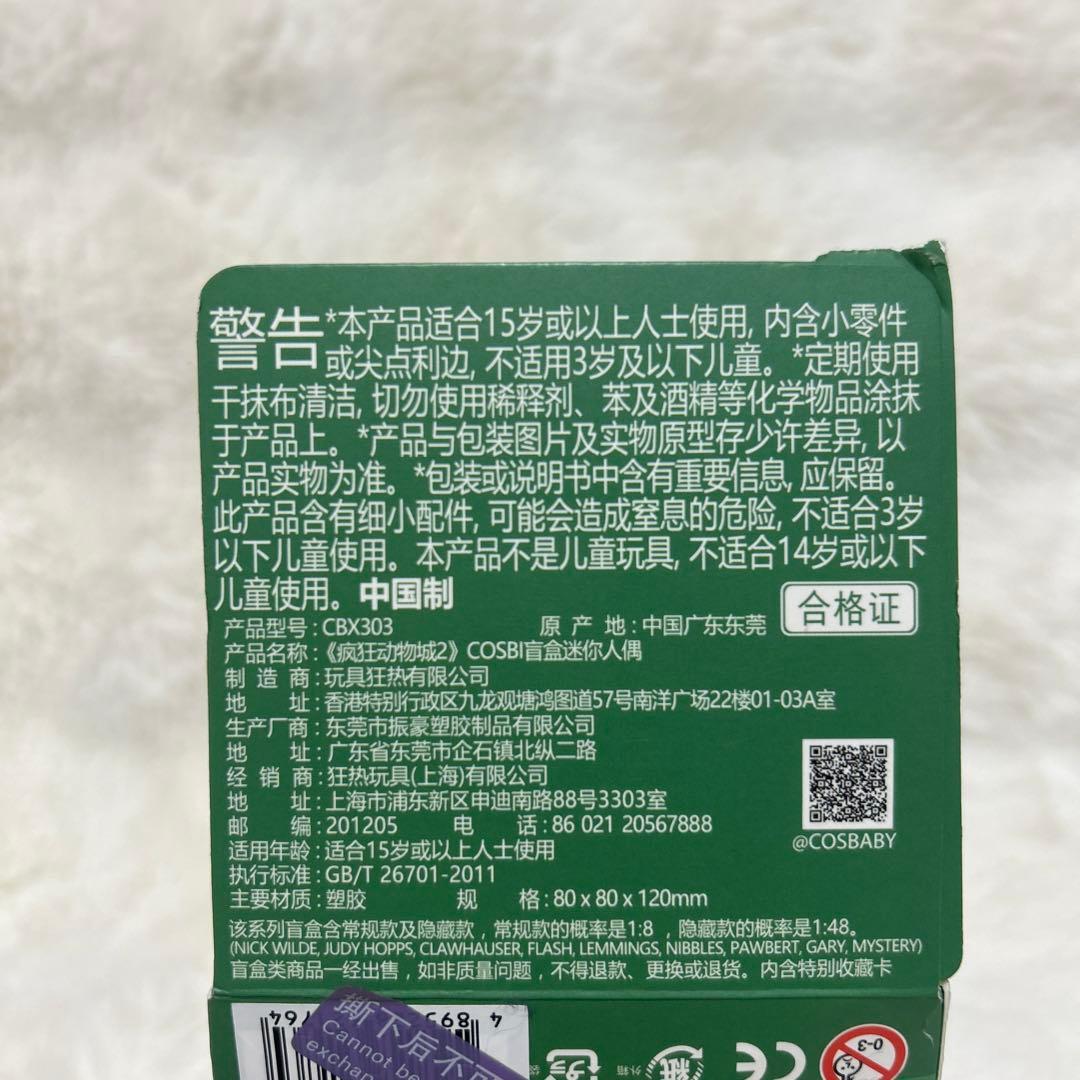 警告 *本产品适合15岁或以上人士使用, 内含小零件
或尖点利边, 不适用3岁及以下儿童。*定期使用
干抹布清洁, 切勿使用稀释剂、苯及酒精等化学物品涂抹
于产品上。*产品与包装图片及实物原型存少许差异, 以
产品实物为准。*包装或说明书中含有重要信息, 应保留。
此产品含有细小配件, 可能会造成窒息的危险, 不适合3岁
以下儿童使用。本产品不是儿童玩具, 不适合14岁或以下
儿童使用。中国制
合格证
产品型号: CBX303 原产地: 中国广东东莞
产品名称:《疯狂动物城2》COSBI盲盒迷你人偶
制造商: 玩具狂热有限公司
地址: 香港特别行政区九龙观塘鸿图道57号南洋广场22楼01-03A室
生产厂商: 东莞市振豪塑胶制品有限公司
地址: 广东省东莞市企石镇北纵二路
经销商: 狂热玩具(上海)有限公司
地址: 上海市浦东新区申迪南路88号3303室
邮编: 201205 电话: 86 021 20567888
@COSBABY
适用年龄: 适合15岁或以上人士使用
执行标准: GB/T 26701-2011
主要材质: 塑胶 规格: 80 x 80 x 120mm
该系列盲盒含常规款及隐藏款，常规款的概率是1:8，隐藏款的概率是1:48。
(NICK WILDE, JUDY HOPPS, CLAWHAUSER, FLASH, LEMMINGS, NIBBLES, PAWBERT, GARY, MYSTERY)
盲盒类商品一经出售，如非质量问题，不得退款、更换或退货。内含特别收藏卡
撕下后不
Cannot be
0-3
CE
外箱
紙